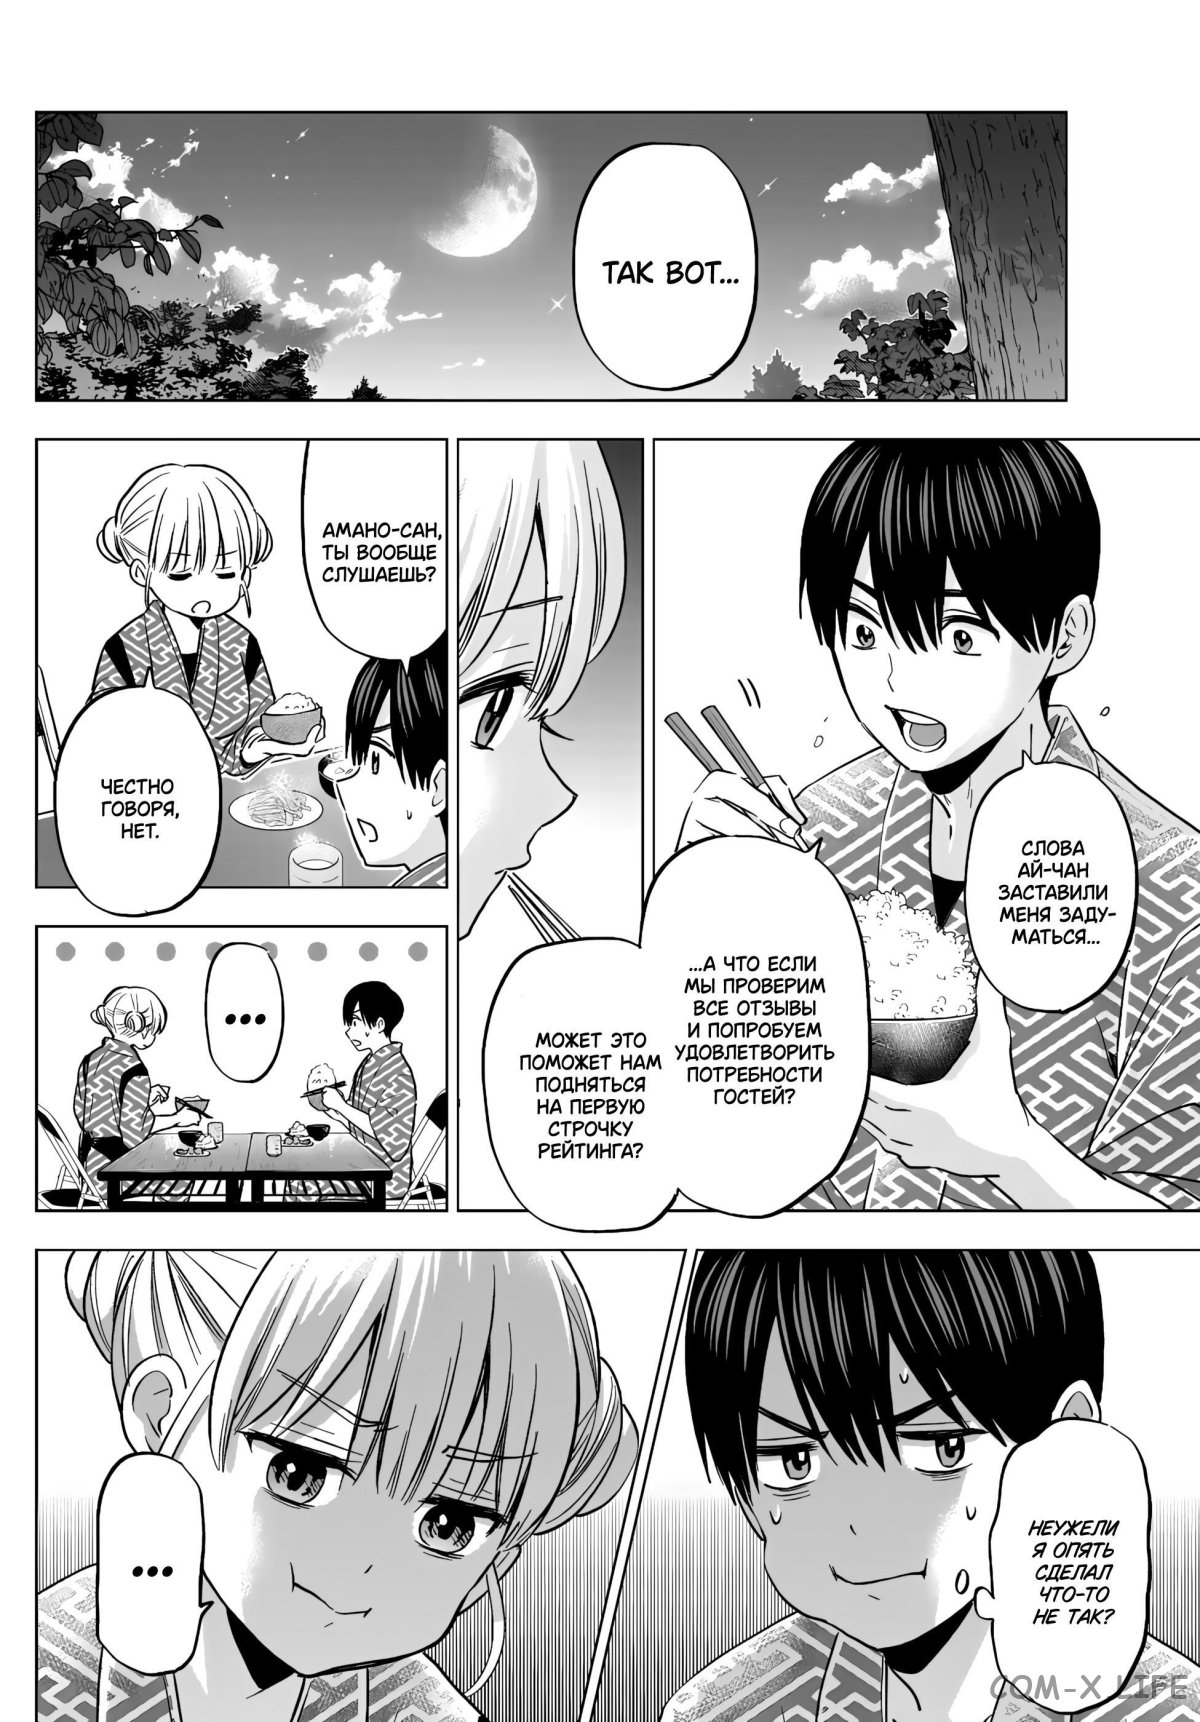 ТАК ВОТ...
СЛОВА
АЙ-ЧАН
ЗАСТАВИЛИ
МЕНЯ ЗАДУ-
МАТЬСЯ...
...А ЧТО ЕСЛИ
МЫ ПРОВЕРИМ
ВСЕ ОТЗЫВЫ
И ПОПРОБУЕМ
УДОВЛЕТВОРИТЬ
ПОТРЕБНОСТИ
ГОСТЕЙ?
МОЖЕТ ЭТО
ПОМОЖЕТ НАМ
ПОДНЯТЬСЯ
НА ПЕРВУЮ
СТРОЧКУ
РЕЙТИНГА?
АМАНО-САН,
ТЫ ВООБЩЕ
СЛУШАЕШЬ?
ЧЕСТНО
ГОВОРЯ,
НЕТ.
...
НЕУЖЕЛИ
Я ОПЯТЬ
СДЕЛАЛ
ЧТО-ТО
НЕ ТАК?
...
COM-X LIFE